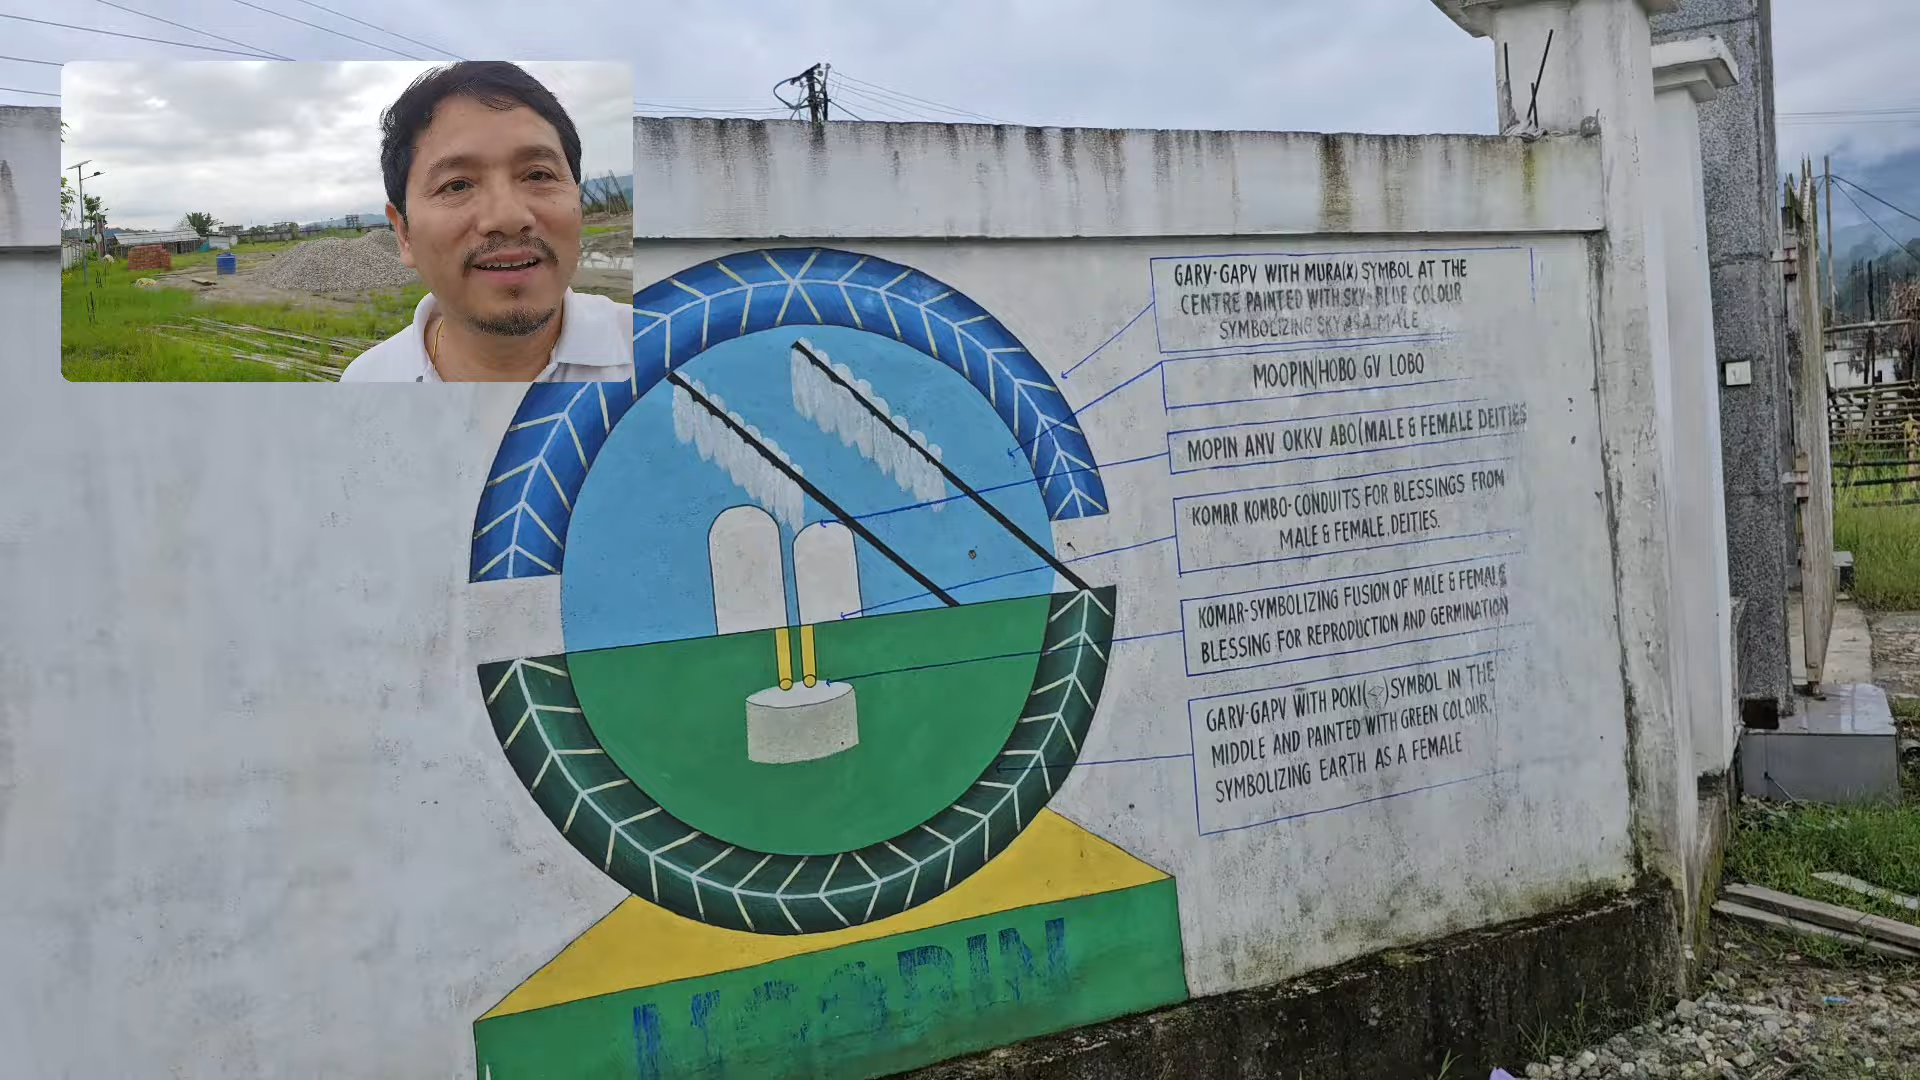 GARV-GAPV WITH MURA(X) SYMBOL AT THE
CENTRE PAINTED WITH SKY-BLUE COLOUR
SYMBOLIZING SKY AS A MALE
MOOPIN/HOBO GV LOBO
MOPIN ANV OKKV ABO(MALE & FEMALE DEITIES
KOMAR KOMBO-CONDUITS FOR BLESSINGS FROM
MALE & FEMALE, DEITIES.
KOMAR-SYMBOLIZING FUSION OF MALE & FEMALE
BLESSING FOR REPRODUCTION AND GERMINATION
GARV-GAPV WITH POKI(◇)SYMBOL IN THE
MIDDLE AND PAINTED WITH GREEN COLOUR,
SYMBOLIZING EARTH AS A FEMALE
MOOPIN